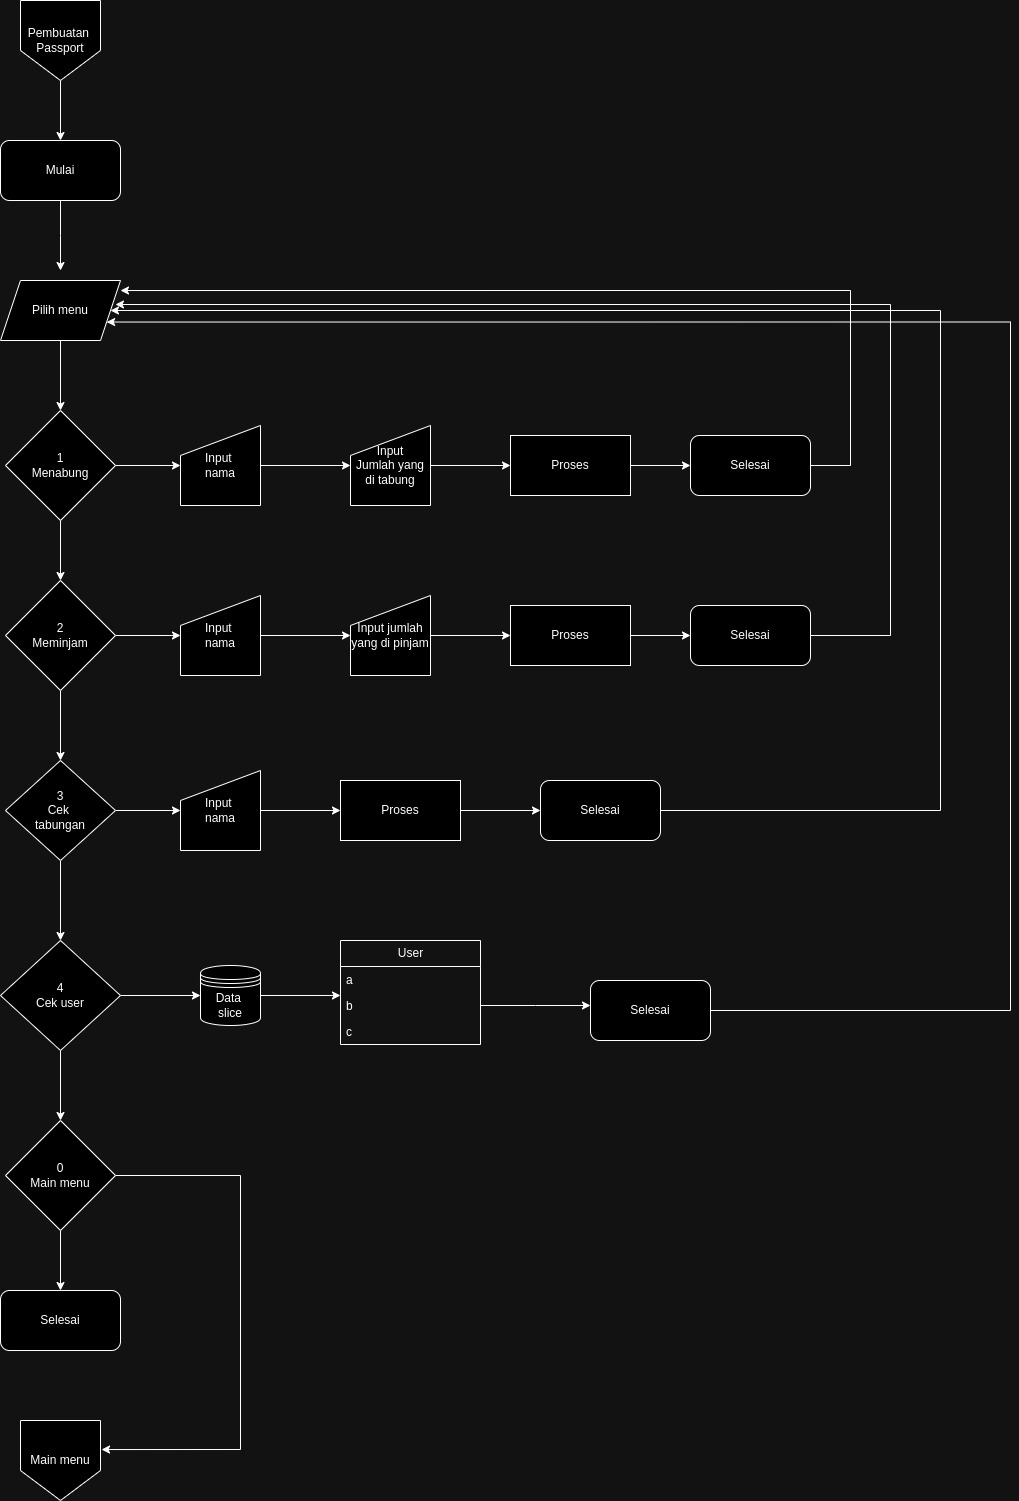 Pembuatan
Passport
Mulai
Pilih menu
1
Menabung
Input
nama
Input
Jumlah yang
di tabung
Proses
Selesai
2
Meminjam
Input
nama
Input jumlah
yang di pinjam
Proses
Selesai
3
Cek
tabungan
Input
nama
Proses
Selesai
4
Cek user
Data
slice
User
a
b
c
Selesai
0
Main menu
Selesai
Main menu